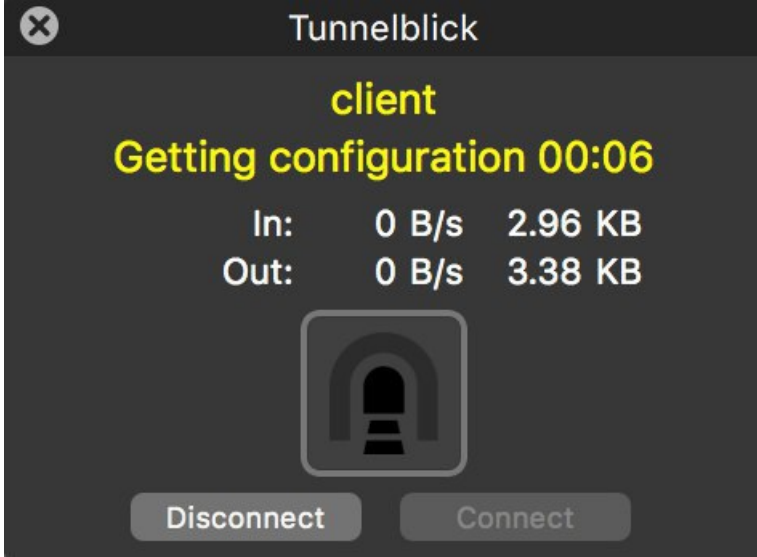 Tunnelblick
client
Getting configuration 00:06
In: 0 B/s 2.96 KB
Out: 0 B/s 3.38 KB
Disconnect Connect